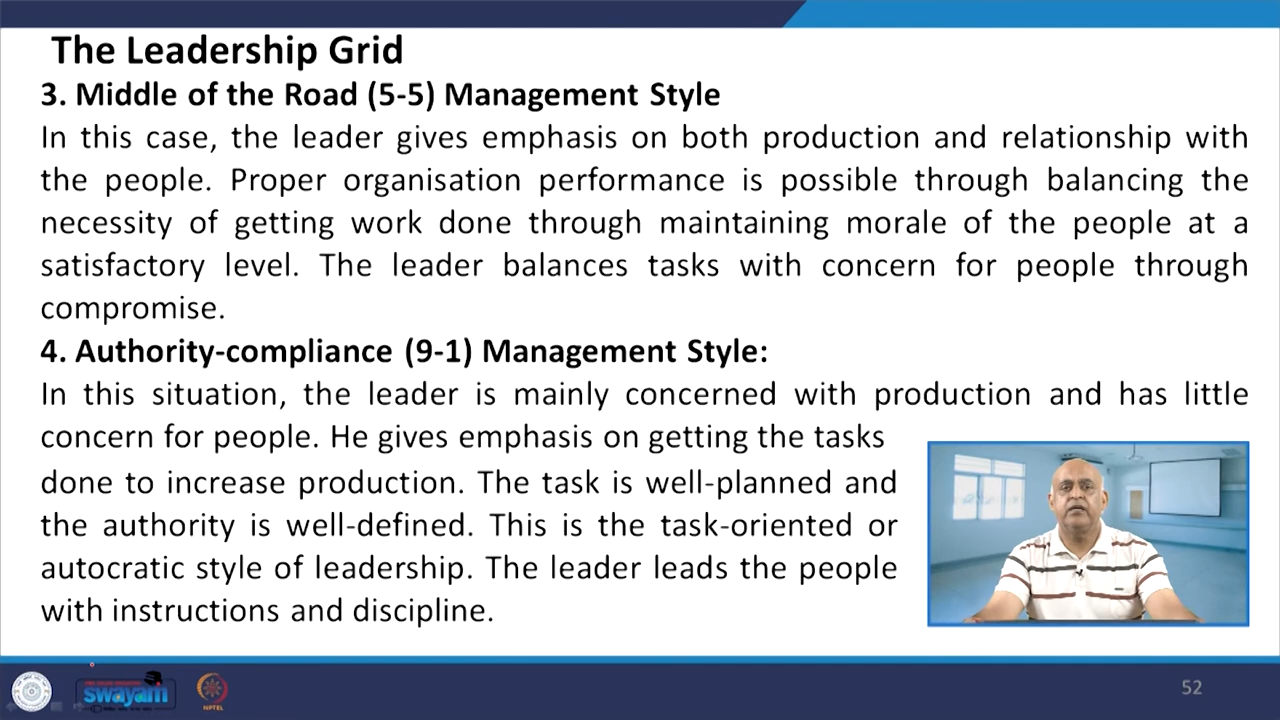 The Leadership Grid
3. Middle of the Road (5-5) Management Style
In this case, the leader gives emphasis on both production and relationship with
the people. Proper organisation performance is possible through balancing the
necessity of getting work done through maintaining morale of the people at a
satisfactory level. The leader balances tasks with concern for people through
compromise.
4. Authority-compliance (9-1) Management Style:
In this situation, the leader is mainly concerned with production and has little
concern for people. He gives emphasis on getting the tasks
done to increase production. The task is well-planned and
the authority is well-defined. This is the task-oriented or
autocratic style of leadership. The leader leads the people
with instructions and discipline.
swayam
NPTEL
52